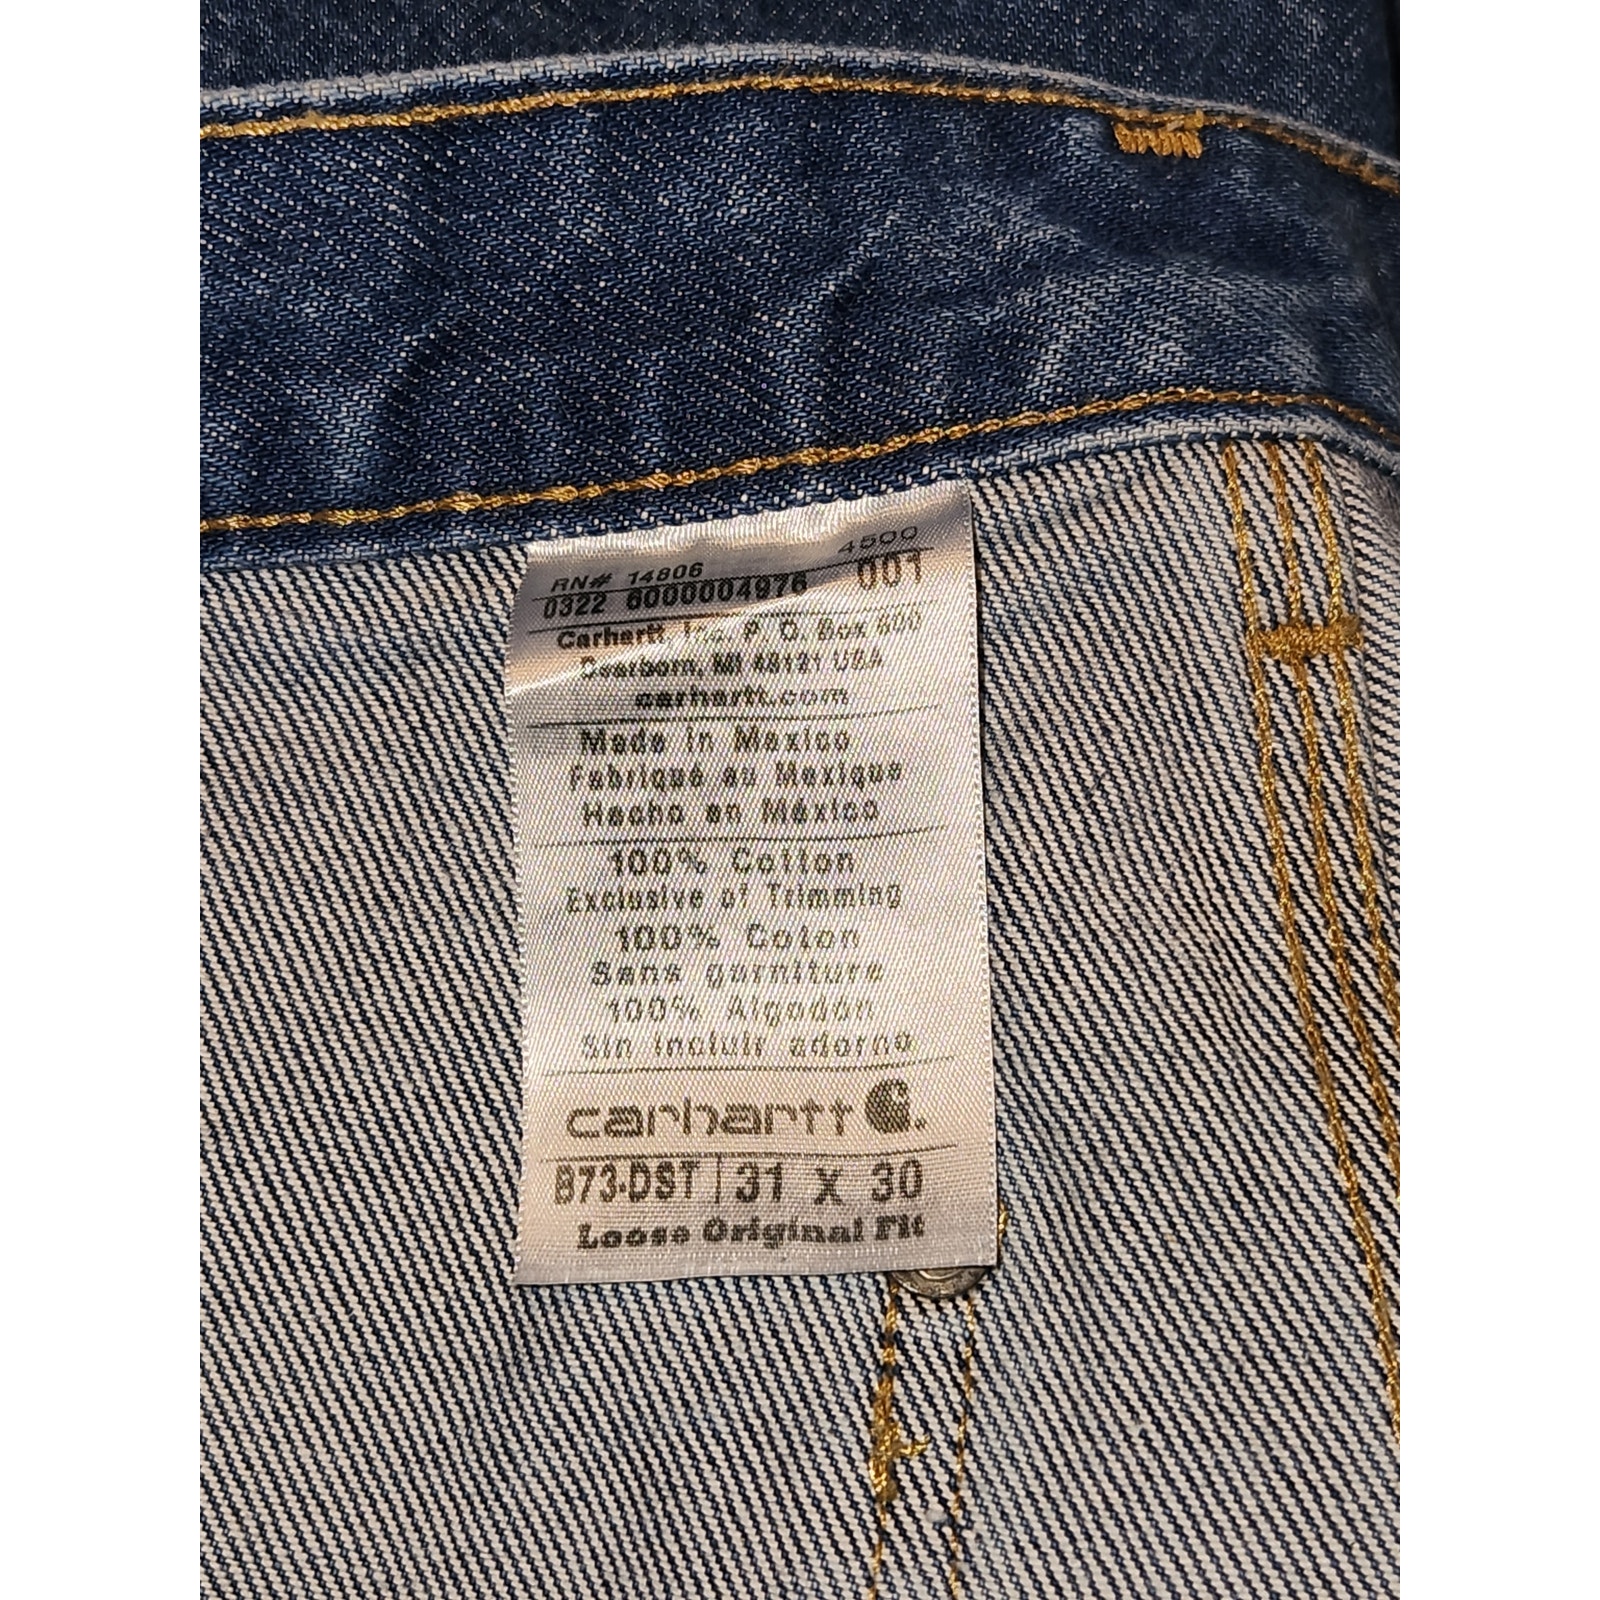 RN# 14806 4500
0322 6000004976 001
Carhartt Inc. P. O. Box 600
Dearborn, MI 48121 USA
carhartt.com
Made in Mexico
Fabriqué au Mexique
Hecho en México
100% Cotton
Exclusive of Trimming
100% Coton
Sans garniture
100% Algodón
Sin incluir adorno
carhartt
B73-DST 31 X 30
Loose Original Fit